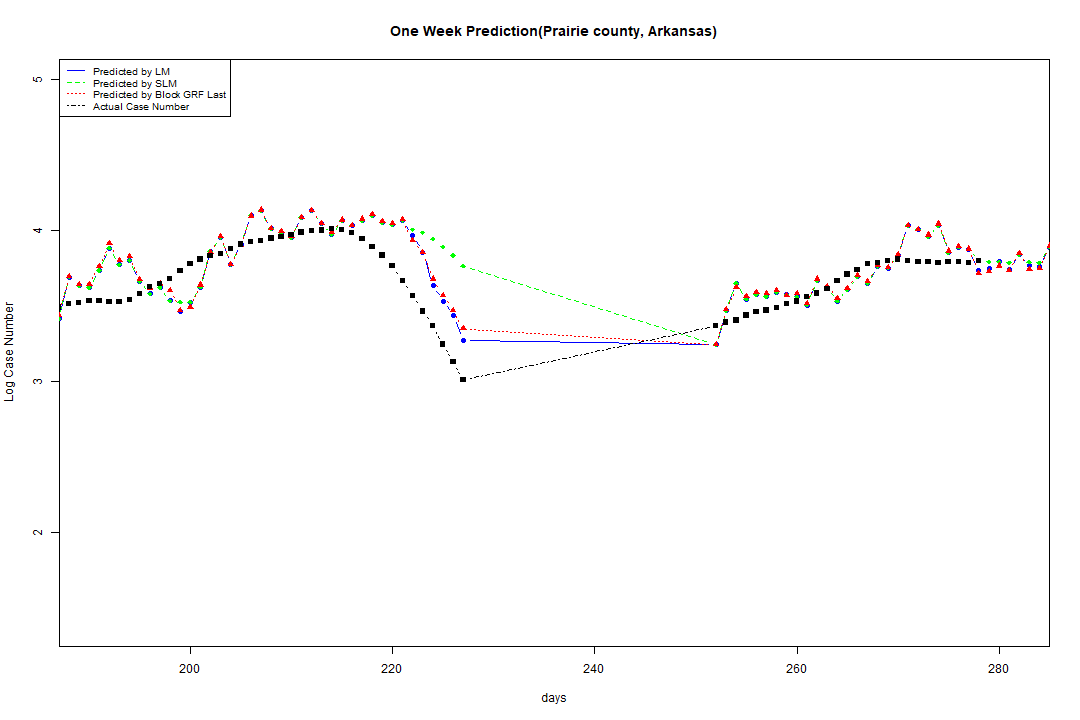 One Week Prediction(Prairie county, Arkansas)
Predicted by LM
Predicted by SLM
Predicted by Block GRF Last
Actual Case Number
5
4
3
2
Log Case Number
200 220 240 260 280
days